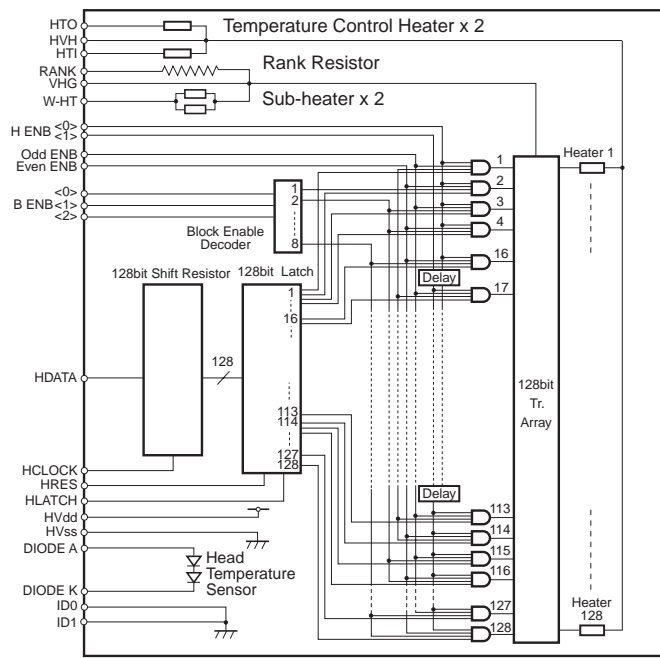 HTO
Temperature Control Heater x 2
HVH
HTI
RANK
Rank Resistor
VHG
W-HT
Sub-heater x 2
H ENB <0>
<1>
Odd ENB
Even ENB
<0>
B ENB<1>
<2>
1
2
8
Block Enable
Decoder
1
2
3
4
16
Delay
17
Heater 1
128bit Shift Resistor
128bit Latch
1
16
HDATA
128
128bit
Tr.
Array
113
114
127
128
HCLOCK
HRES
HLATCH
HVdd
HVss
DIODE A
Head
Temperature
Sensor
DIODE K
ID0
ID1
Delay
113
114
115
116
127
128
Heater
128